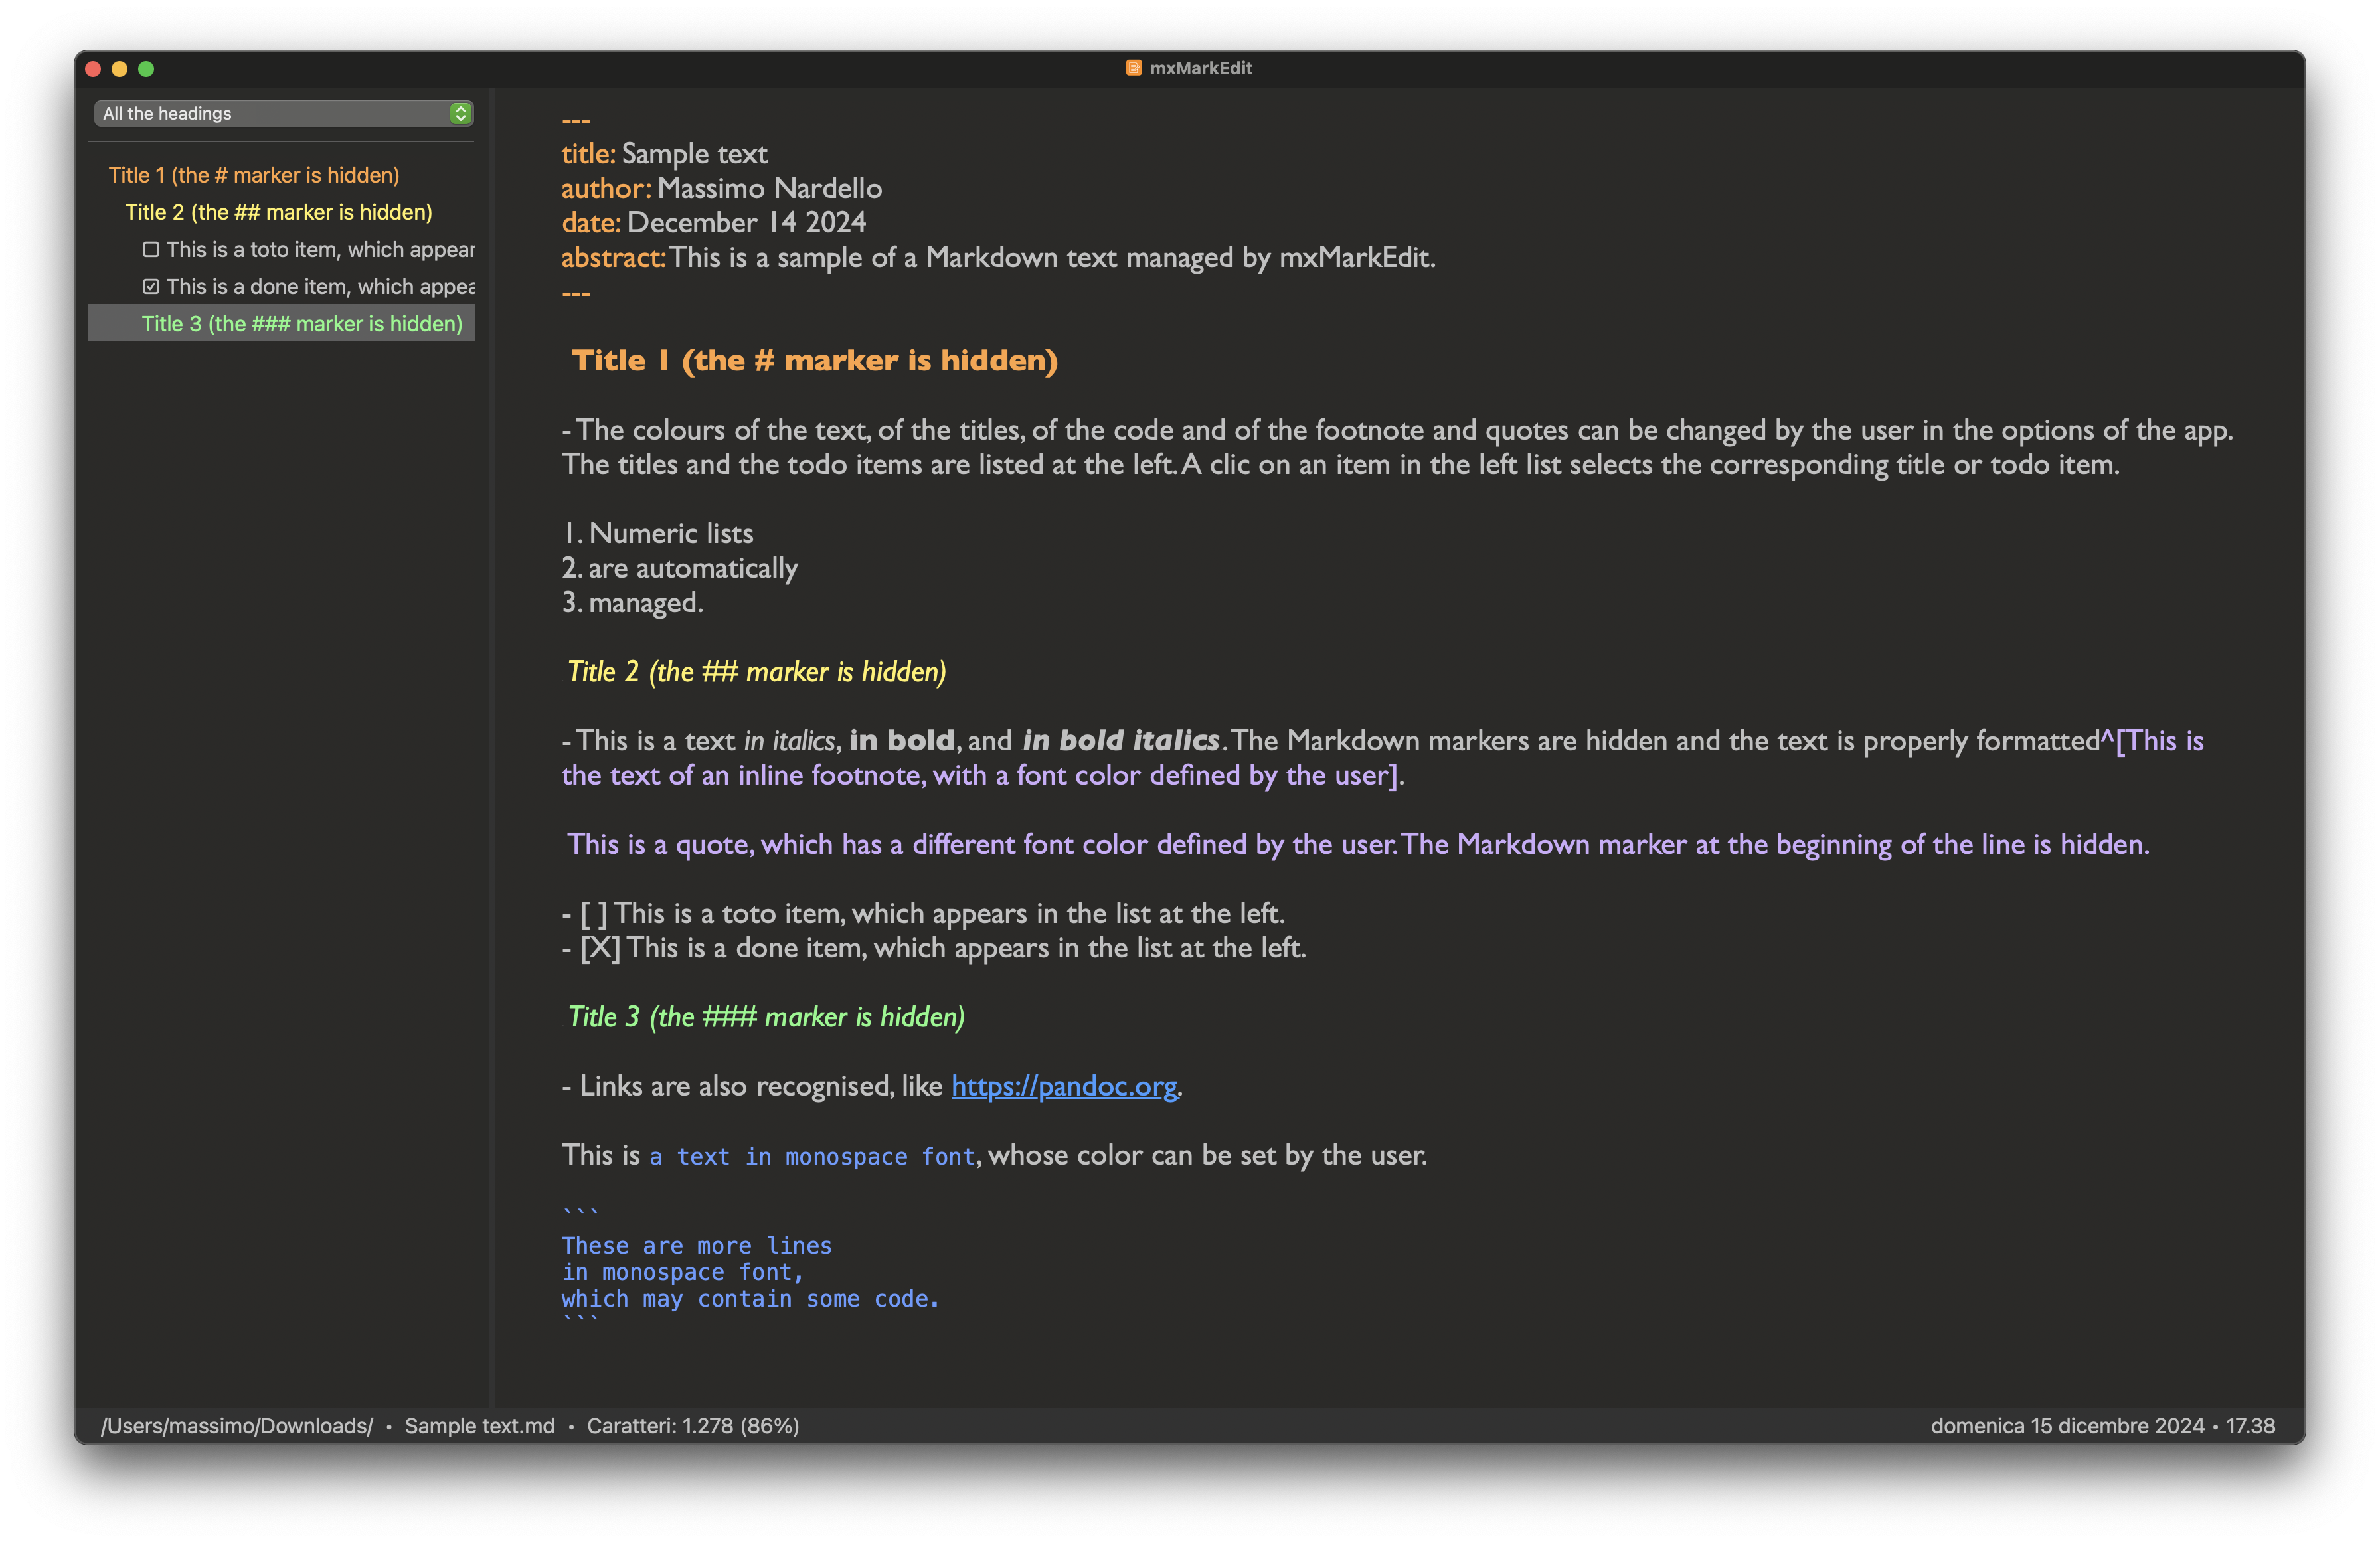 mxMarkEdit
All the headings
Title 1 (the # marker is hidden)
Title 2 (the ## marker is hidden)
This is a toto item, which appear
This is a done item, which appea
Title 3 (the ### marker is hidden)
---
title: Sample text
author: Massimo Nardello
date: December 14 2024
abstract: This is a sample of a Markdown text managed by mxMarkEdit.
---
Title 1 (the # marker is hidden)
- The colours of the text, of the titles, of the code and of the footnote and quotes can be changed by the user in the options of the app.
The titles and the todo items are listed at the left. A clic on an item in the left list selects the corresponding title or todo item.
1. Numeric lists
2. are automatically
3. managed.
Title 2 (the ## marker is hidden)
- This is a text in italics, in bold, and in bold italics. The Markdown markers are hidden and the text is properly formatted^[This is
the text of an inline footnote, with a font color defined by the user].
This is a quote, which has a different font color defined by the user. The Markdown marker at the beginning of the line is hidden.
- [ ] This is a toto item, which appears in the list at the left.
- [X] This is a done item, which appears in the list at the left.
Title 3 (the ### marker is hidden)
- Links are also recognised, like https://pandoc.org.
This is a text in monospace font, whose color can be set by the user.
```
These are more lines
in monospace font,
which may contain some code.
```
/Users/massimo/Downloads/ • Sample text.md • Caratteri: 1.278 (86%)
domenica 15 dicembre 2024 • 17.38